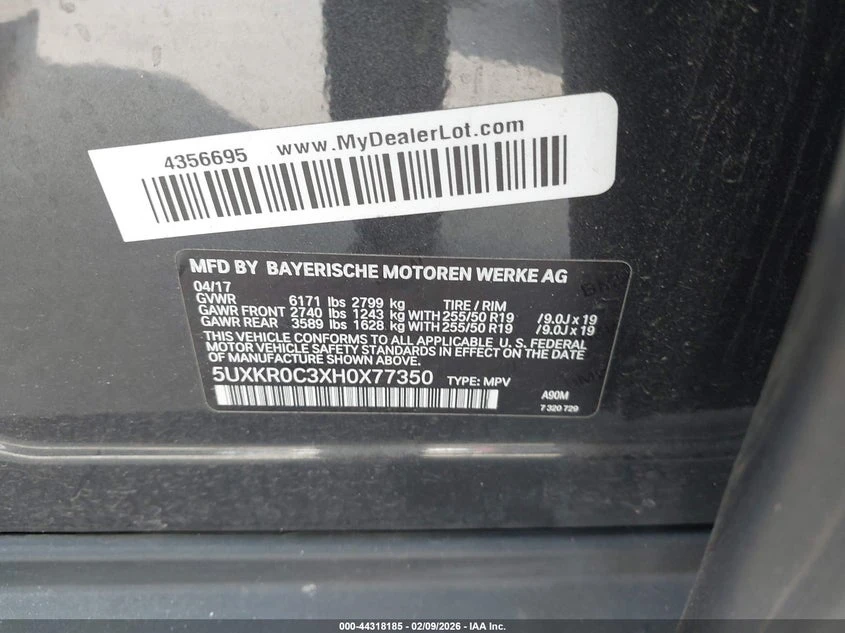 4356695 www.MyDealerLot.com
MFD BY BAYERISCHE MOTOREN WERKE AG
04/17
GVWR 6171 lbs 2799 kg TIRE / RIM
GAWR FRONT 2740 lbs 1243 kg WITH 255/50 R19 /9.0J x 19
GAWR REAR 3589 lbs 1628 kg WITH 255/50 R19 /9.0J x 19
THIS VEHICLE CONFORMS TO ALL APPLICABLE U. S. FEDERAL
MOTOR VEHICLE SAFETY STANDARDS IN EFFECT ON THE DATE
OF MANUFACTURE SHOWN ABOVE.
5UXKR0C3XH0X77350 TYPE: MPV
A90M
7 320 729
000-44318185 - 02/09/2026 - IAA Inc.